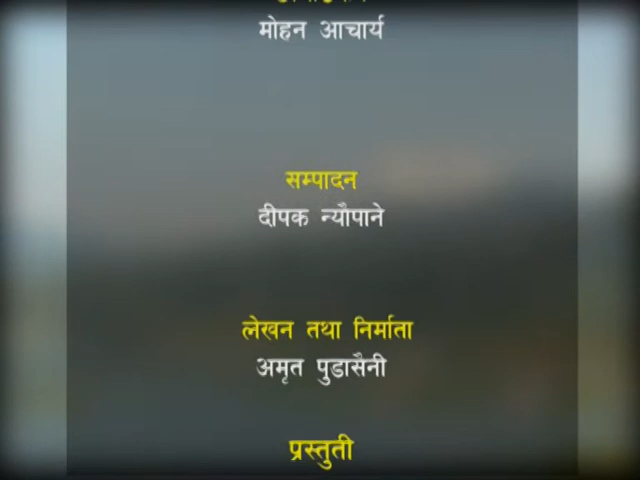 मोहन आचार्य
सम्पादन
दीपक न्यौपाने
लेखन तथा निर्माता
अमृत पुडासैनी
प्रस्तुती